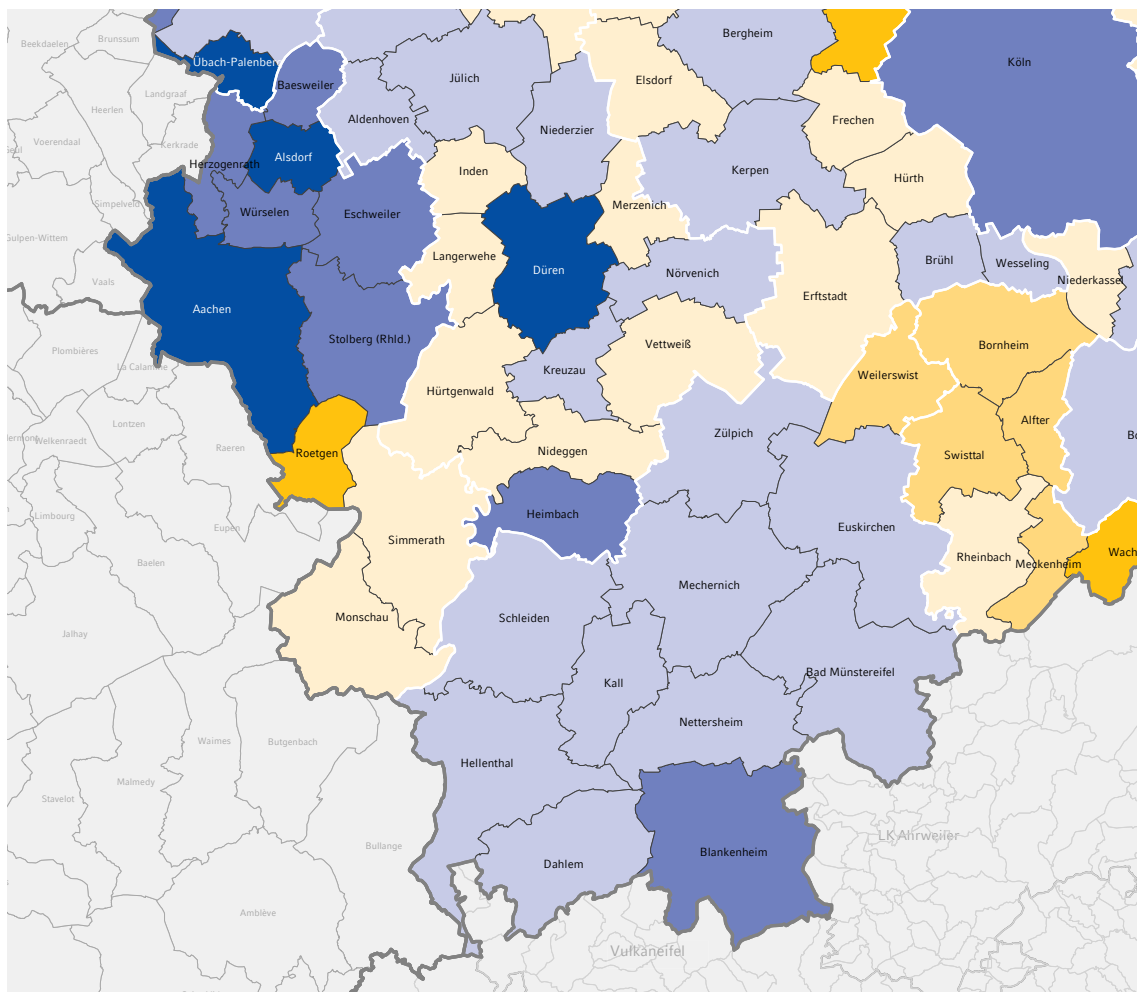 Bergheim
Beekdaelen
Brunssum
Übach-Palenber
Köln
Baesweiler
Jülich
Elsdorf
Landgraaf
Heerlen
Aldenhoven
Frechen
Niederzier
Voerendaal
Kerkrade
Herzogenrath
Alsdorf
Inden
Kerpen
Hürth
Simpelveld
Merzenich
Würselen
Eschweiler
Gulpen-Wittem
Langerwehe
Brühl
Wesseling
Düren
Nörvenich
Vaals
Niederkassel
Erftstadt
Aachen
Stolberg (Rhld.)
Vettweiß
Bornheim
Plombières
La Calamine
Kreuzau
Weilerswist
Hürtgenwald
Alfter
Lontzen
Welkenraedt
Zülpich
Raeren
Roetgen
Nideggen
Swisttal
Limbourg
Heimbach
Eupen
Euskirchen
Simmerath
Wach
Baelen
Rheinbach
Meckenheim
Mechernich
Monschau
Schleiden
Jalhay
Bad Münstereifel
Kall
Nettersheim
Waimes
Butgenbach
Hellenthal
Malmedy
Stavelot
LK Ahrweiler
Bullange
Blankenheim
Dahlem
Amblève
Vulkaneifel